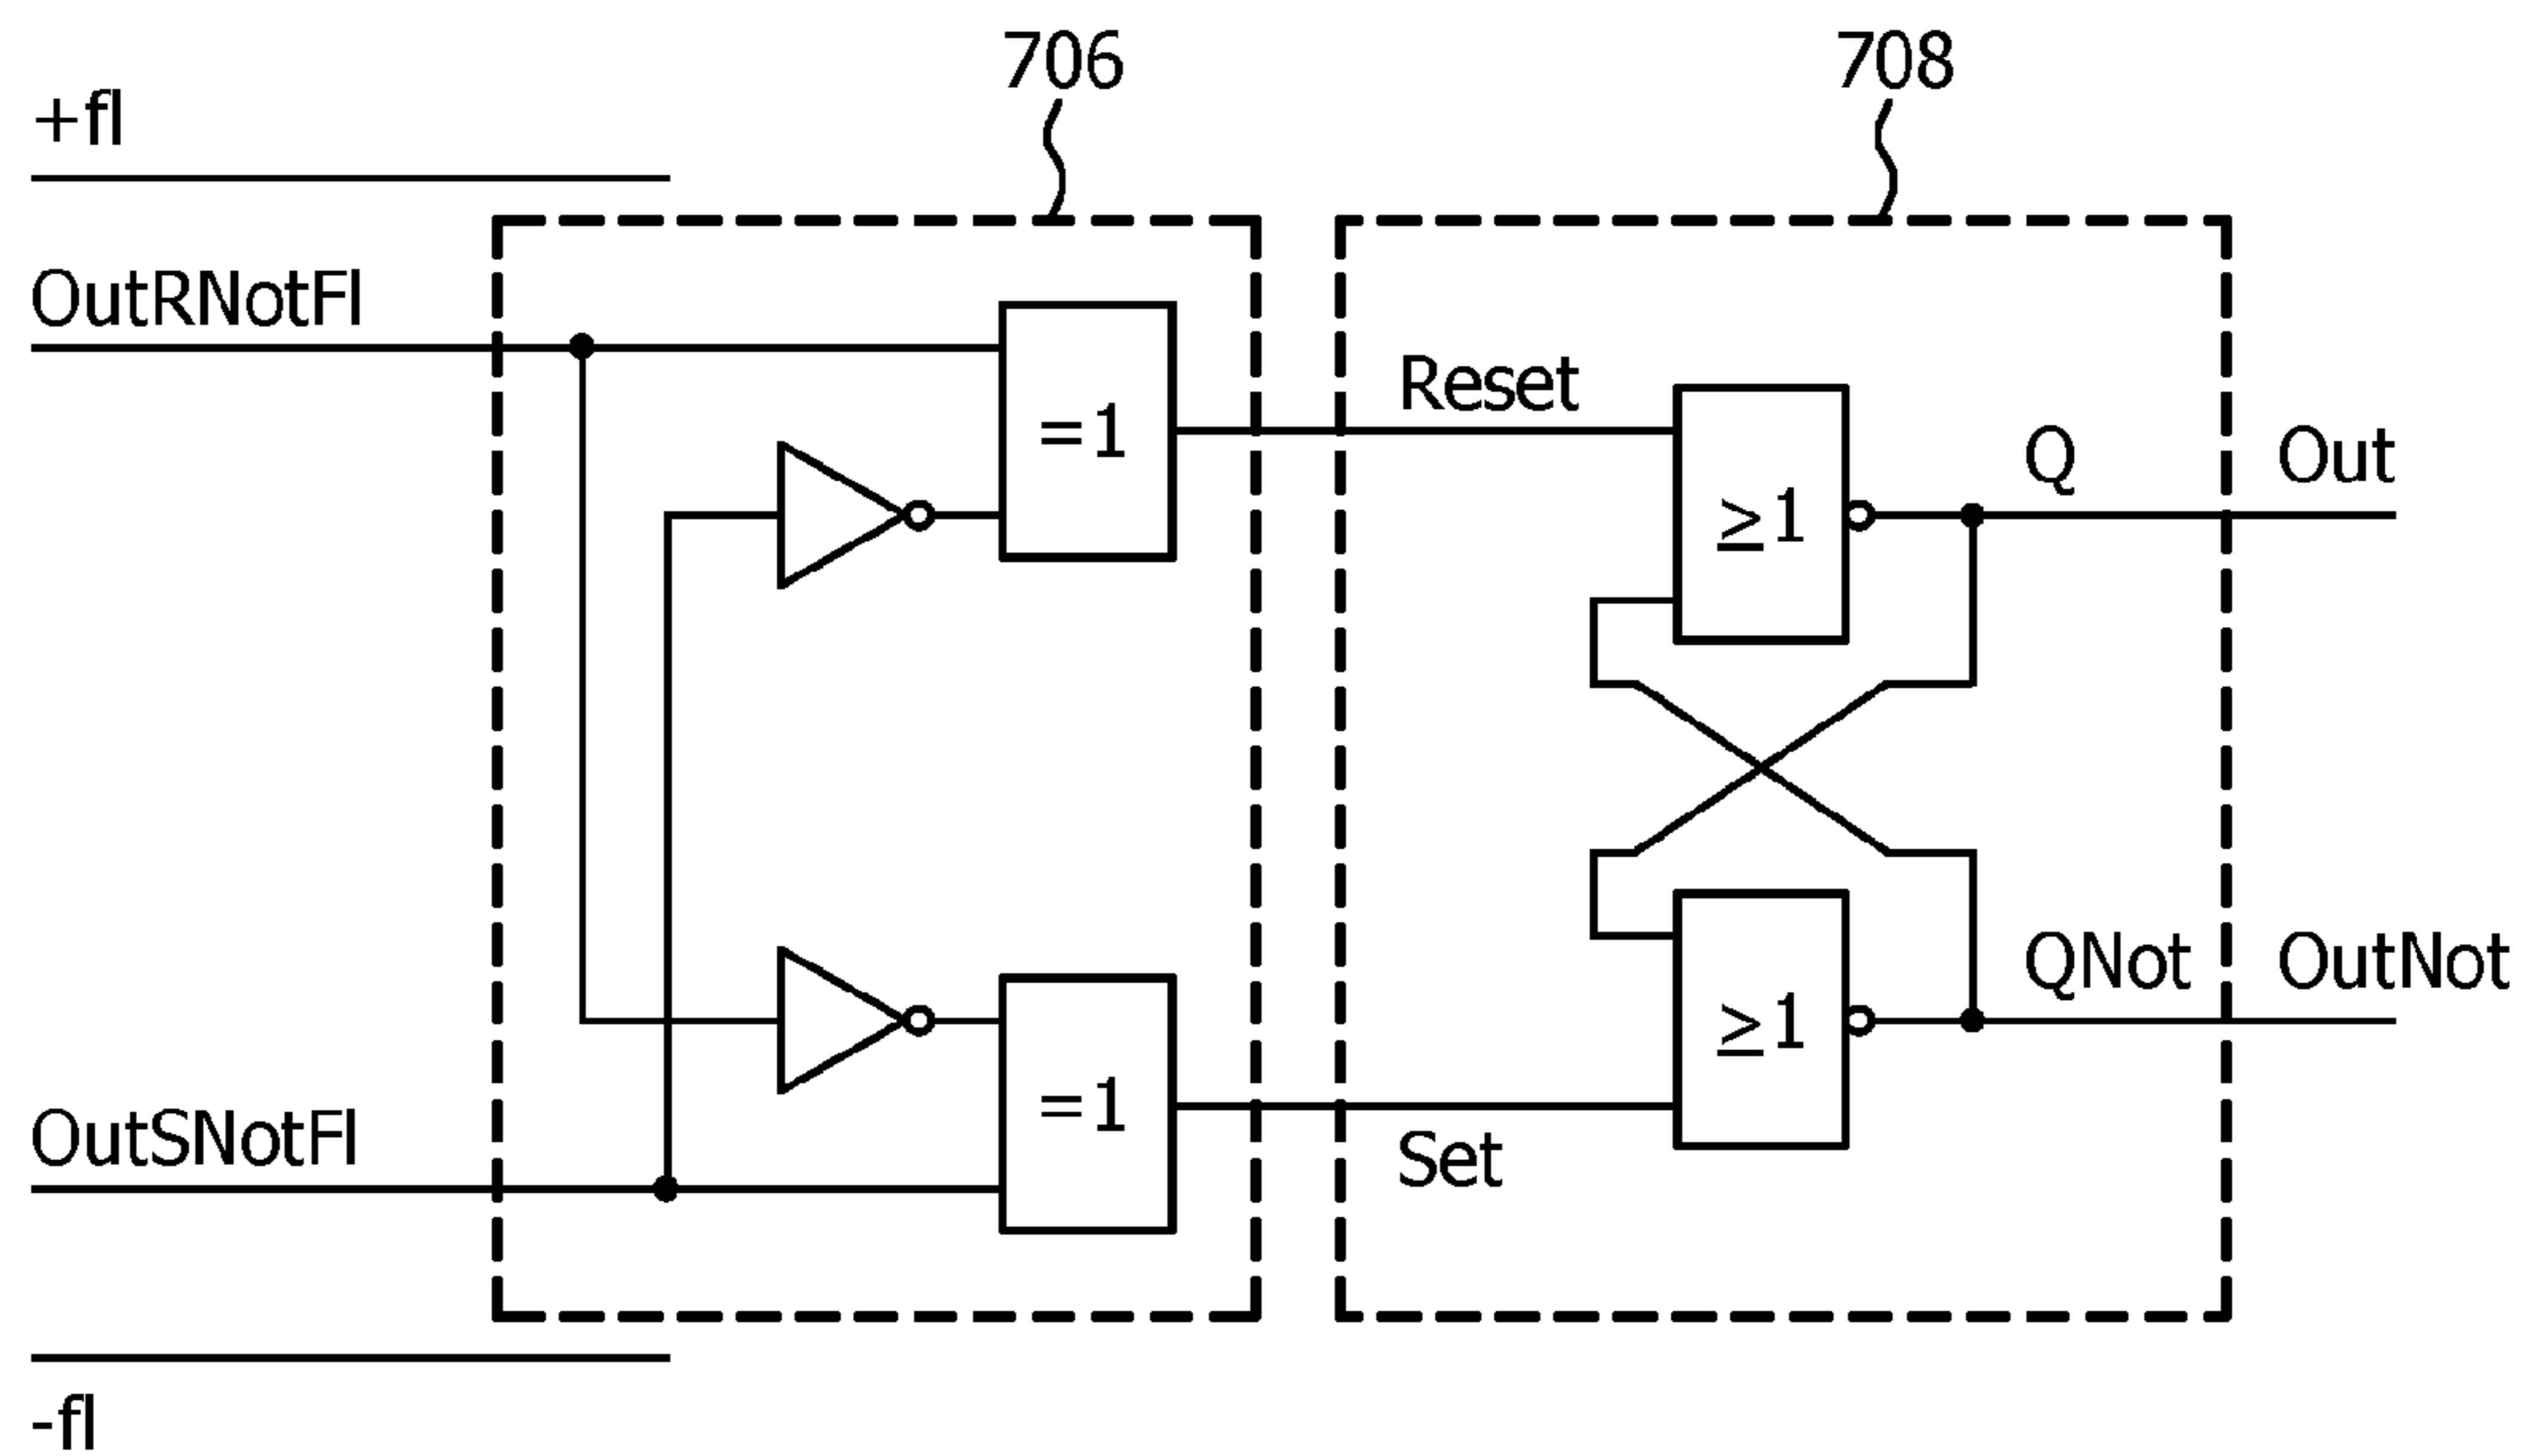 706
708
+fl
OutRNotFl
=1
Reset
≥1
Q
Out
OutSNotFl
=1
Set
≥1
QNot
OutNot
-fl